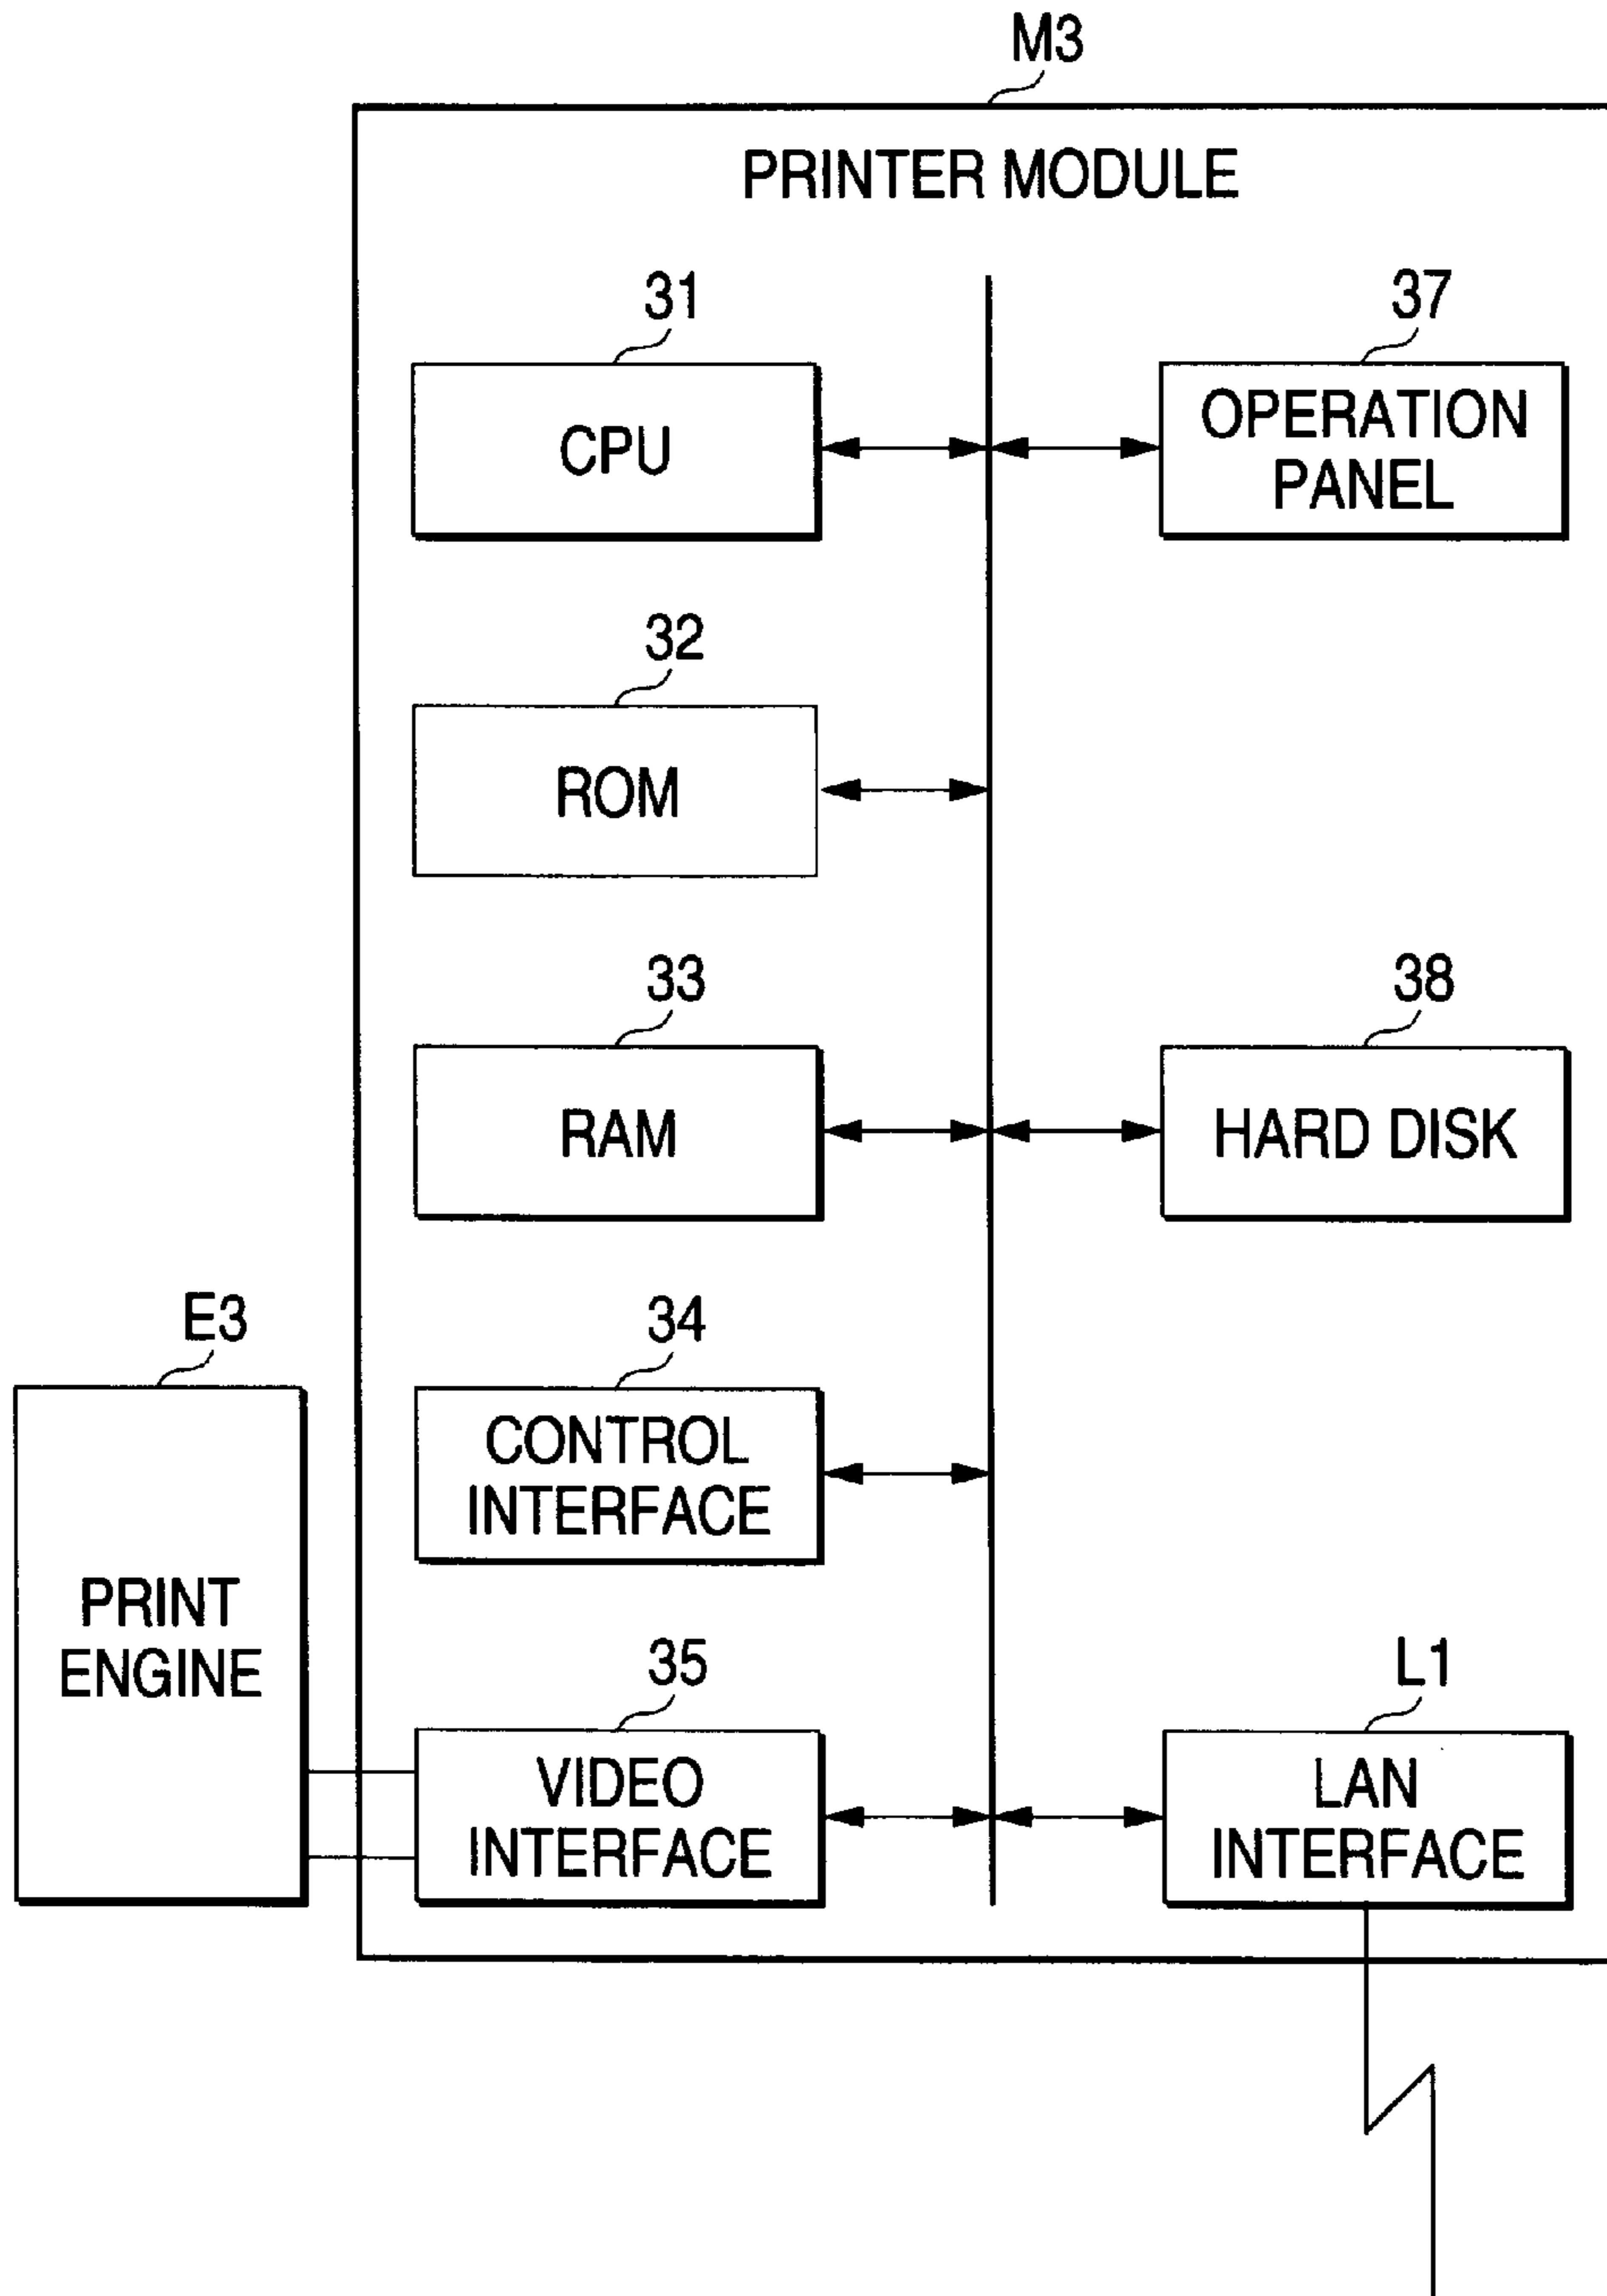 M3
PRINTER MODULE
31
CPU
37
OPERATION
PANEL
32
ROM
33
RAM
38
HARD DISK
E3
PRINT
ENGINE
34
CONTROL
INTERFACE
35
VIDEO
INTERFACE
L1
LAN
INTERFACE